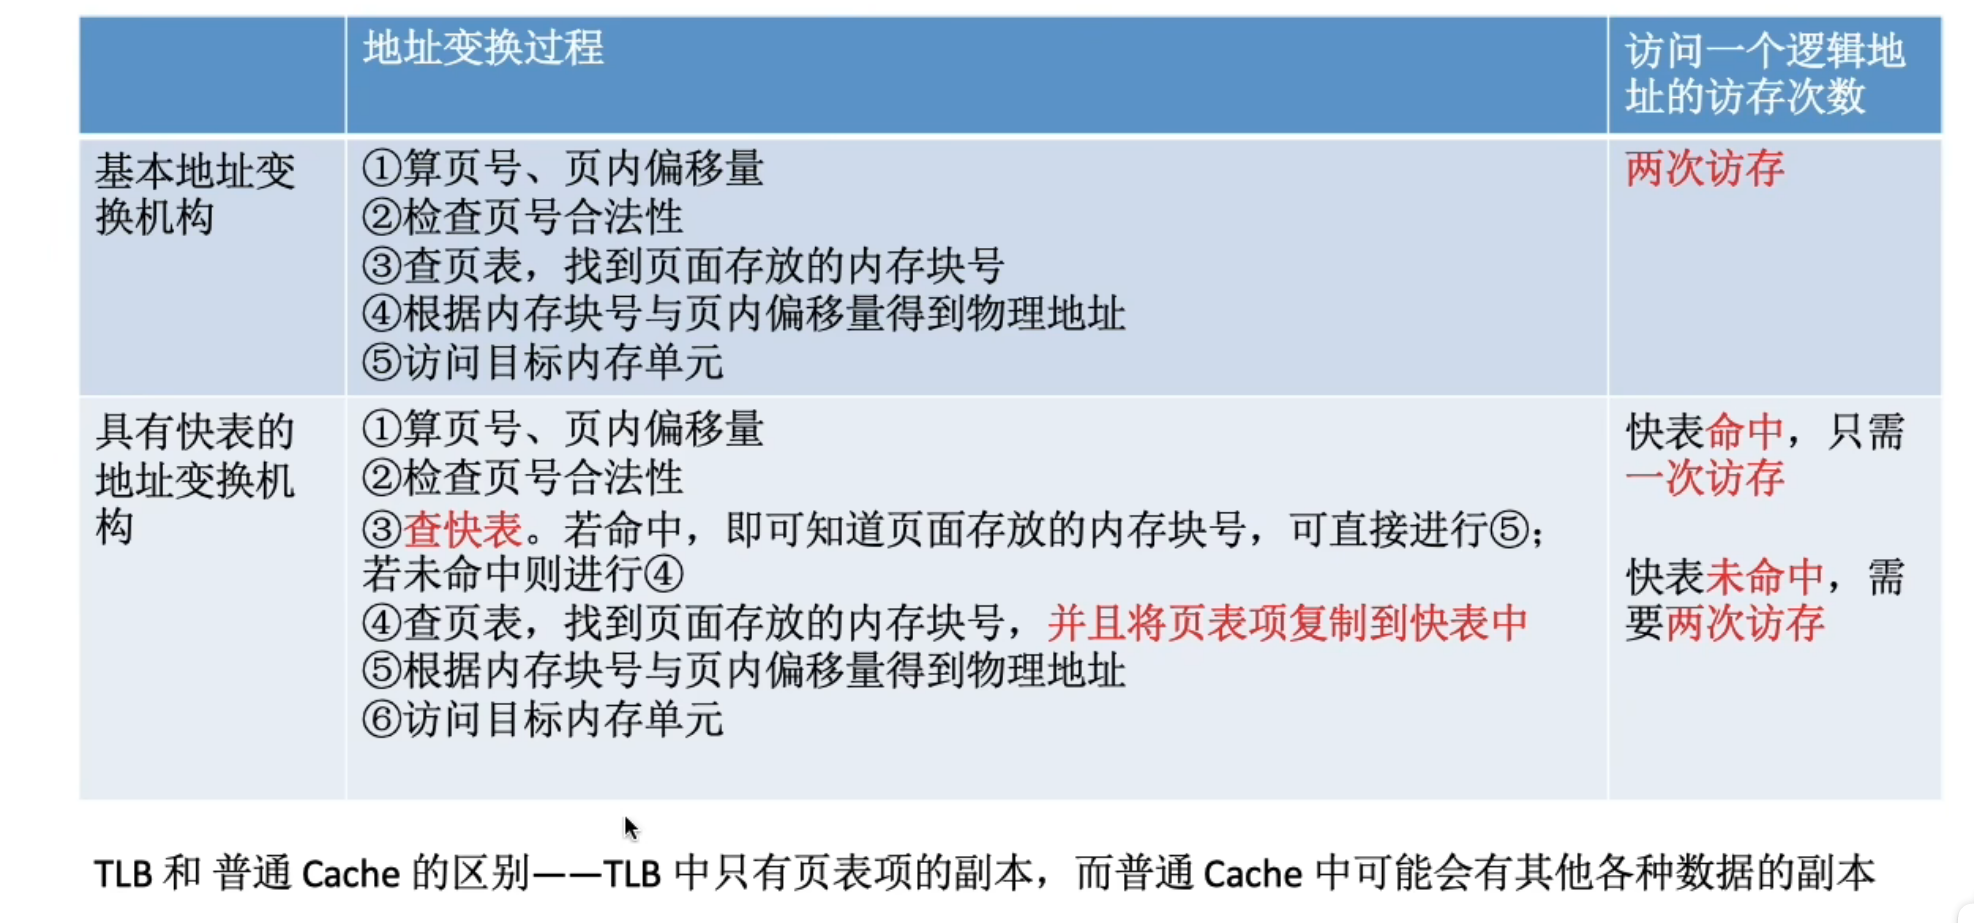 地址变换过程
访问一个逻辑地
址的访存次数
基本地址变
换机构
①算页号、页内偏移量
②检查页号合法性
③查页表，找到页面存放的内存块号
④根据内存块号与页内偏移量得到物理地址
⑤访问目标内存单元
两次访存
具有快表的
地址变换机
构
①算页号、页内偏移量
②检查页号合法性
③查快表。若命中，即可知道页面存放的内存块号，可直接进行⑤；
若未命中则进行④
④查页表，找到页面存放的内存块号，并且将页表项复制到快表中
⑤根据内存块号与页内偏移量得到物理地址
⑥访问目标内存单元
快表命中，只需
一次访存
快表未命中，需
要两次访存
TLB 和 普通 Cache 的区别——TLB 中只有页表项的副本，而普通 Cache 中可能会有其他各种数据的副本